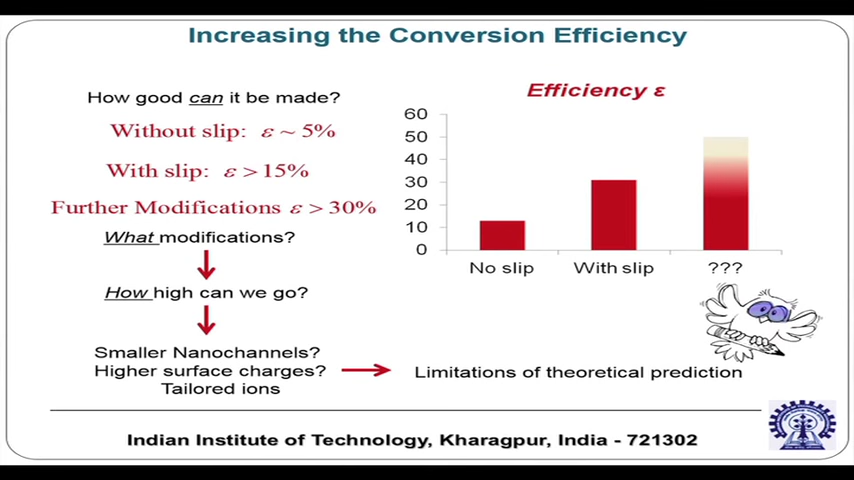 Increasing the Conversion Efficiency
How good can it be made?
Without slip: ε ~ 5%
With slip: ε > 15%
Further Modifications ε > 30%
What modifications?
How high can we go?
Smaller Nanochannels?
Higher surface charges?
Tailored ions
Efficiency ε
60
50
40
30
20
10
0
No slip
With slip
???
Limitations of theoretical prediction
Indian Institute of Technology, Kharagpur, India - 721302